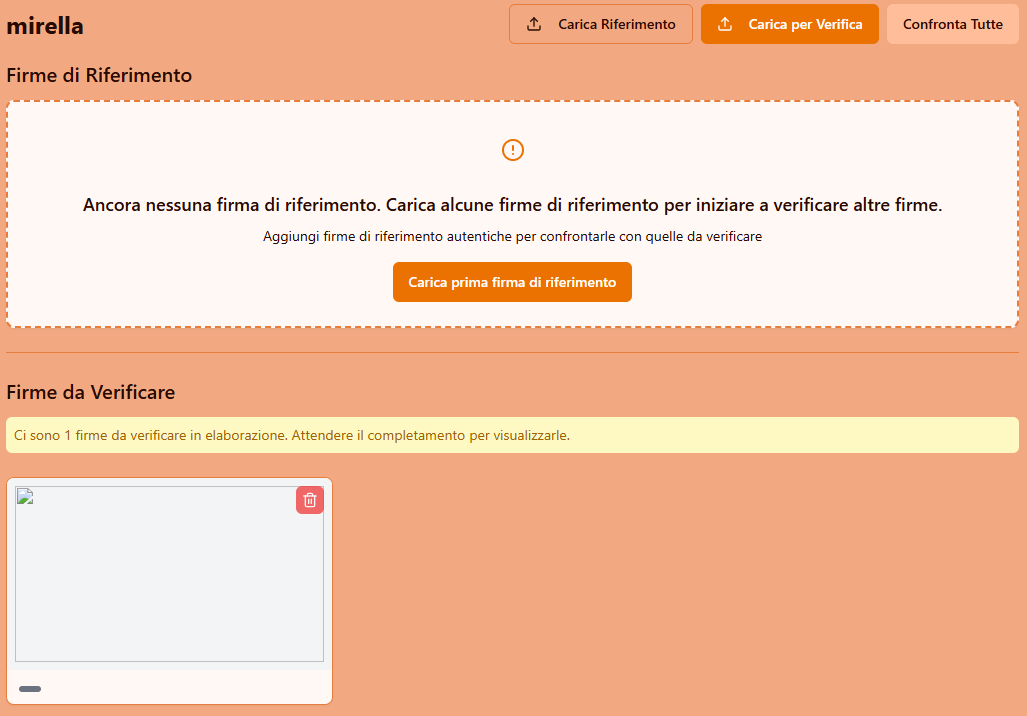 mirella
Carica Riferimento
Carica per Verifica
Confronta Tutte
Firme di Riferimento
Ancora nessuna firma di riferimento. Carica alcune firme di riferimento per iniziare a verificare altre firme.
Aggiungi firme di riferimento autentiche per confrontarle con quelle da verificare
Carica prima firma di riferimento
Firme da Verificare
Ci sono 1 firme da verificare in elaborazione. Attendere il completamento per visualizzarle.